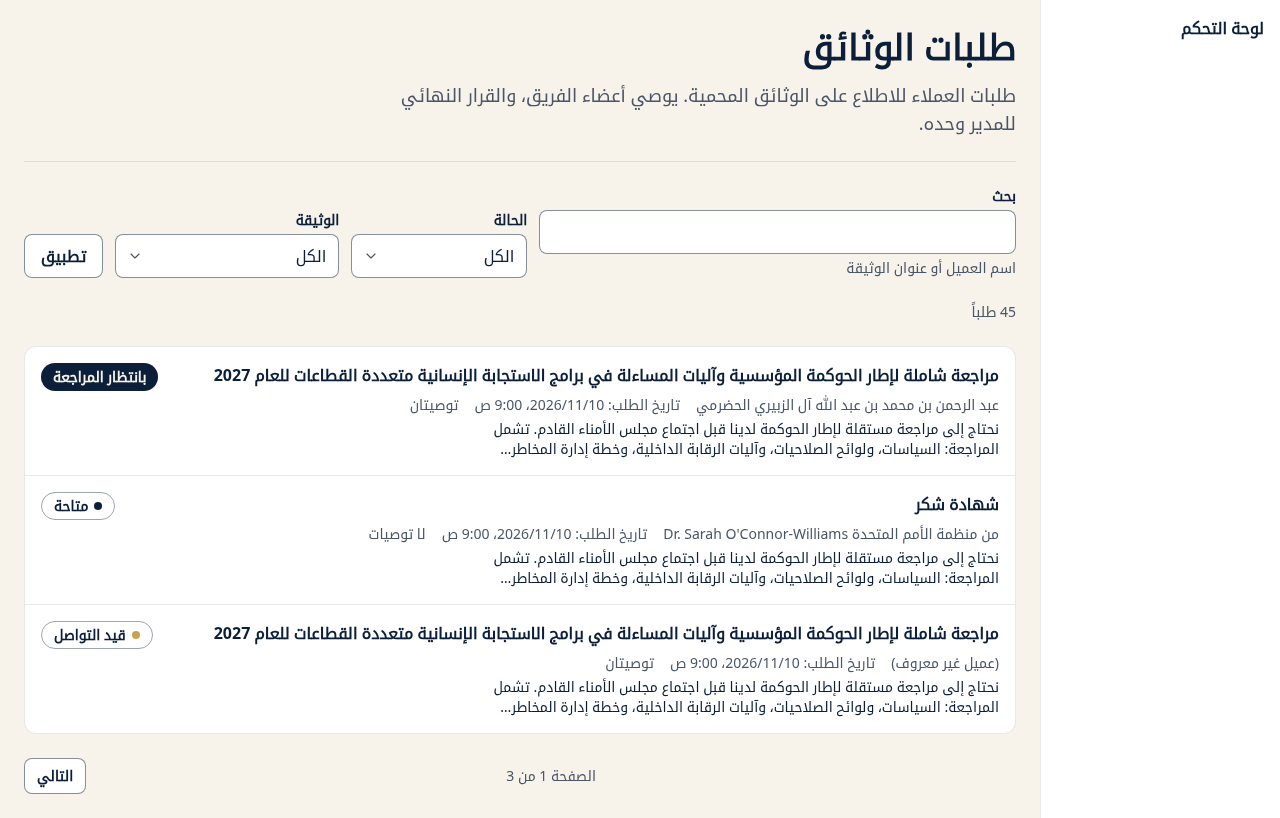 لوحة التحكم
طلبات الوثائق
طلبات العملاء للاطلاع على الوثائق المحمية. يوصي أعضاء الفريق، والقرار النهائي
للمدير وحده.
بحث
اسم العميل أو عنوان الوثيقة
الحالة
الكل
الوثيقة
الكل
تطبيق
45 طلباً
مراجعة شاملة لإطار الحوكمة المؤسسية وآليات المساءلة في برامج الاستجابة الإنسانية متعددة القطاعات للعام 2027
بانتظار المراجعة
عبد الرحمن بن محمد بن عبد الله آل الزبيري الحضرمي تاريخ الطلب: 2026/11/10، 9:00 ص توصيتان
نحتاج إلى مراجعة مستقلة لإطار الحوكمة لدينا قبل اجتماع مجلس الأمناء القادم. تشمل
المراجعة: السياسات، ولوائح الصلاحيات، وآليات الرقابة الداخلية، وخطة إدارة المخاطر...
شهادة شكر
متاحة
من منظمة الأمم المتحدة Dr. Sarah O'Connor-Williams تاريخ الطلب: 2026/11/10، 9:00 ص لا توصيات
نحتاج إلى مراجعة مستقلة لإطار الحوكمة لدينا قبل اجتماع مجلس الأمناء القادم. تشمل
المراجعة: السياسات، ولوائح الصلاحيات، وآليات الرقابة الداخلية، وخطة إدارة المخاطر...
مراجعة شاملة لإطار الحوكمة المؤسسية وآليات المساءلة في برامج الاستجابة الإنسانية متعددة القطاعات للعام 2027
قيد التواصل
(عميل غير معروف) تاريخ الطلب: 2026/11/10، 9:00 ص توصيتان
نحتاج إلى مراجعة مستقلة لإطار الحوكمة لدينا قبل اجتماع مجلس الأمناء القادم. تشمل
المراجعة: السياسات، ولوائح الصلاحيات، وآليات الرقابة الداخلية، وخطة إدارة المخاطر...
الصفحة 1 من 3
التالي